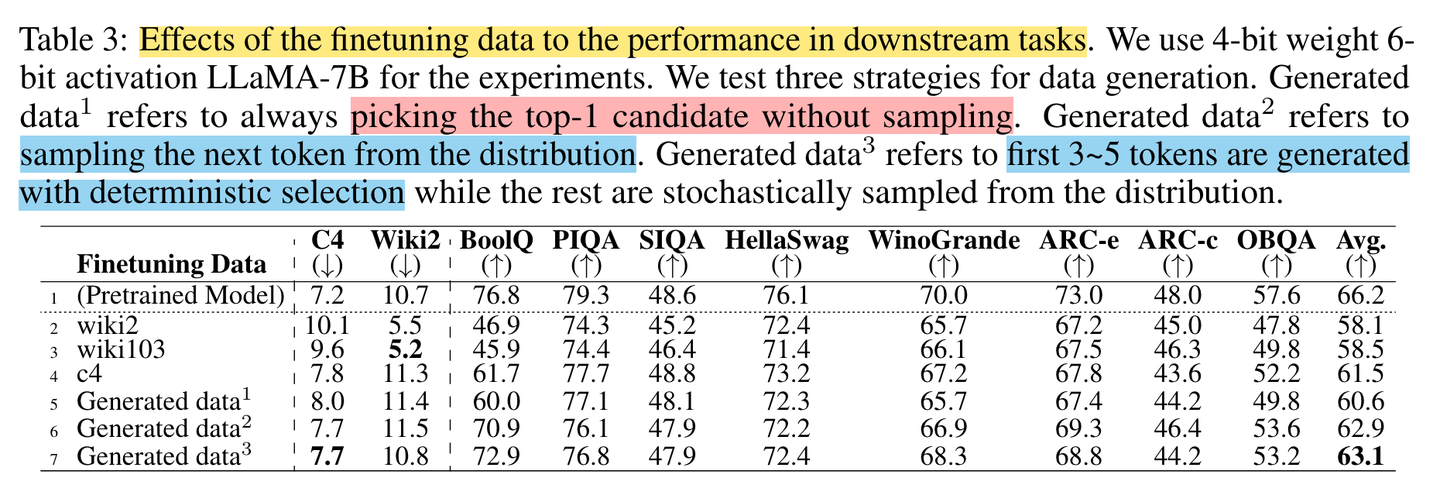 Table 3: Effects of the finetuning data to the performance in downstream tasks. We use 4-bit weight 6-
bit activation LLaMA-7B for the experiments. We test three strategies for data generation. Generated
data¹ refers to always picking the top-1 candidate without sampling. Generated data² refers to
sampling the next token from the distribution. Generated data³ refers to first 3~5 tokens are generated
with deterministic selection while the rest are stochastically sampled from the distribution.
C4 Wiki2 BoolQ PIQA SIQA HellaSwag WinoGrande ARC-e ARC-c OBQA Avg.
Finetuning Data (↓) (↓) (↑) (↑) (↑) (↑) (↑) (↑) (↑) (↑) (↑)
1 (Pretrained Model) 7.2 10.7 76.8 79.3 48.6 76.1 70.0 73.0 48.0 57.6 66.2
2 wiki2 10.1 5.5 46.9 74.3 45.2 72.4 65.7 67.2 45.0 47.8 58.1
3 wiki103 9.6 5.2 45.9 74.4 46.4 71.4 66.1 67.5 46.3 49.8 58.5
4 c4 7.8 11.3 61.7 77.7 48.8 73.2 67.2 67.8 43.6 52.2 61.5
5 Generated data¹ 8.0 11.4 60.0 77.1 48.1 72.3 65.7 67.4 44.2 49.8 60.6
6 Generated data² 7.7 11.5 70.9 76.1 47.9 72.2 66.9 69.3 46.4 53.6 62.9
7 Generated data³ 7.7 10.8 72.9 76.8 47.9 72.4 68.3 68.8 44.2 53.2 63.1